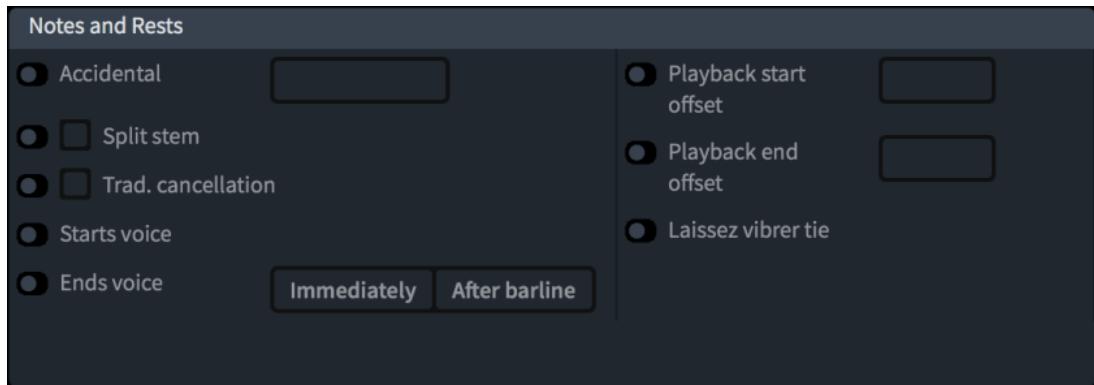 Notes and Rests
Accidental
Split stem
Trad. cancellation
Starts voice
Ends voice
Immediately
After barline
Playback start
offset
Playback end
offset
Laissez vibrer tie